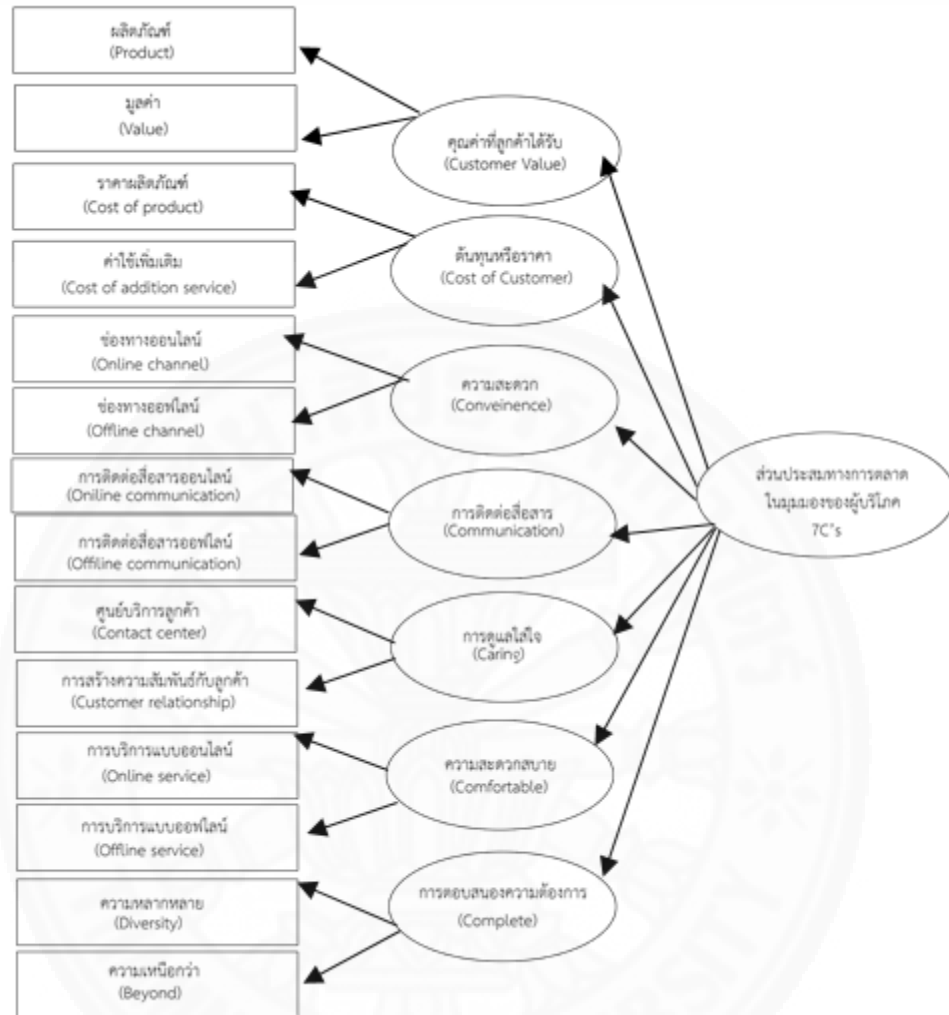 ผลิตภัณฑ์
(Product)
มูลค่า
(Value)
ราคาผลิตภัณฑ์
(Cost of product)
ค่าใช้เพิ่มเติม
(Cost of addition service)
ช่องทางออนไลน์
(Online channel)
ช่องทางออฟไลน์
(Offline channel)
การติดต่อสื่อสารออนไลน์
(Oniline communication)
การติดต่อสื่อสารออฟไลน์
(Offiline communication)
ศูนย์บริการลูกค้า
(Contact center)
การสร้างความสัมพันธ์กับลูกค้า
(Customer relationship)
การบริการแบบออนไลน์
(Online service)
การบริการแบบออฟไลน์
(Offline service)
ความหลากหลาย
(Diversity)
ความเหนือกว่า
(Beyond)
คุณค่าที่ลูกค้าได้รับ
(Customer Value)
ต้นทุนหรือราคา
(Cost of Customer)
ความสะดวก
(Conveinence)
การติดต่อสื่อสาร
(Communication)
การดูแลใส่ใจ
(Caring)
ความสะดวกสบาย
(Comfortable)
การตอบสนองความต้องการ
(Complete)
ส่วนประสมทางการตลาด
ในมุมมองของผู้บริโภค
7C's